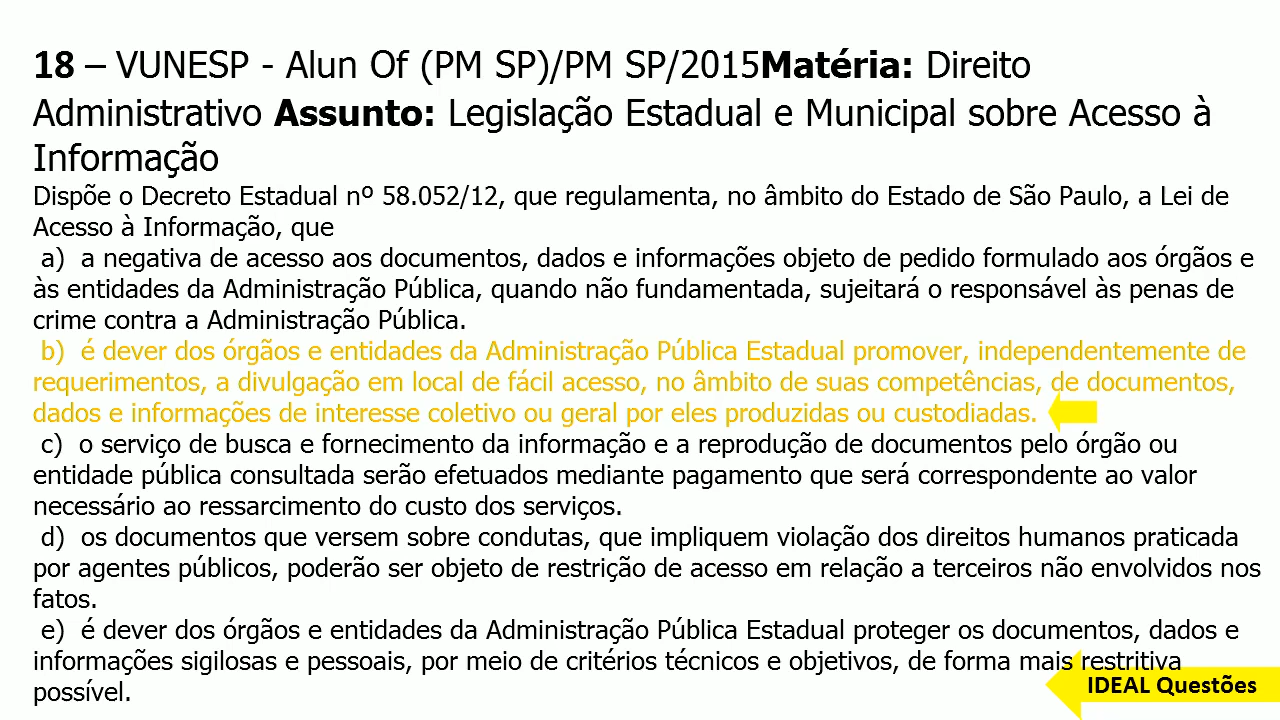 18 – VUNESP - Alun Of (PM SP)/PM SP/2015Matéria: Direito
Administrativo Assunto: Legislação Estadual e Municipal sobre Acesso à
Informação
Dispõe o Decreto Estadual nº 58.052/12, que regulamenta, no âmbito do Estado de São Paulo, a Lei de
Acesso à Informação, que
a) a negativa de acesso aos documentos, dados e informações objeto de pedido formulado aos órgãos e
às entidades da Administração Pública, quando não fundamentada, sujeitará o responsável às penas de
crime contra a Administração Pública.
b) é dever dos órgãos e entidades da Administração Pública Estadual promover, independentemente de
requerimentos, a divulgação em local de fácil acesso, no âmbito de suas competências, de documentos,
dados e informações de interesse coletivo ou geral por eles produzidas ou custodiadas.
c) o serviço de busca e fornecimento da informação e a reprodução de documentos pelo órgão ou
entidade pública consultada serão efetuados mediante pagamento que será correspondente ao valor
necessário ao ressarcimento do custo dos serviços.
d) os documentos que versem sobre condutas, que impliquem violação dos direitos humanos praticada
por agentes públicos, poderão ser objeto de restrição de acesso em relação a terceiros não envolvidos nos
fatos.
e) é dever dos órgãos e entidades da Administração Pública Estadual proteger os documentos, dados e
informações sigilosas e pessoais, por meio de critérios técnicos e objetivos, de forma mais restritiva
possível.
IDEAL Questões